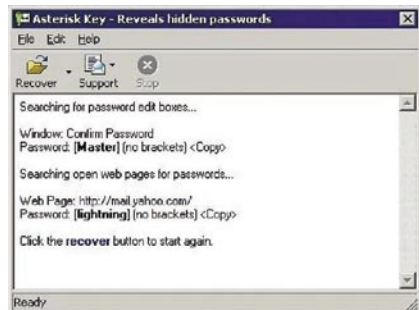 Asterisk Key - Reveals hidden passwords
File Edit Help
Recover Support Stop
Searching for password edit boxes...
Window: Confirm Password
Password: [Master] (no brackets) <Copy>
Searching open web pages for passwords...
Web Page: http://mail.yahoo.com/
Password: [lightning] (no brackets) <Copy>
Click the recover button to start again.
Ready